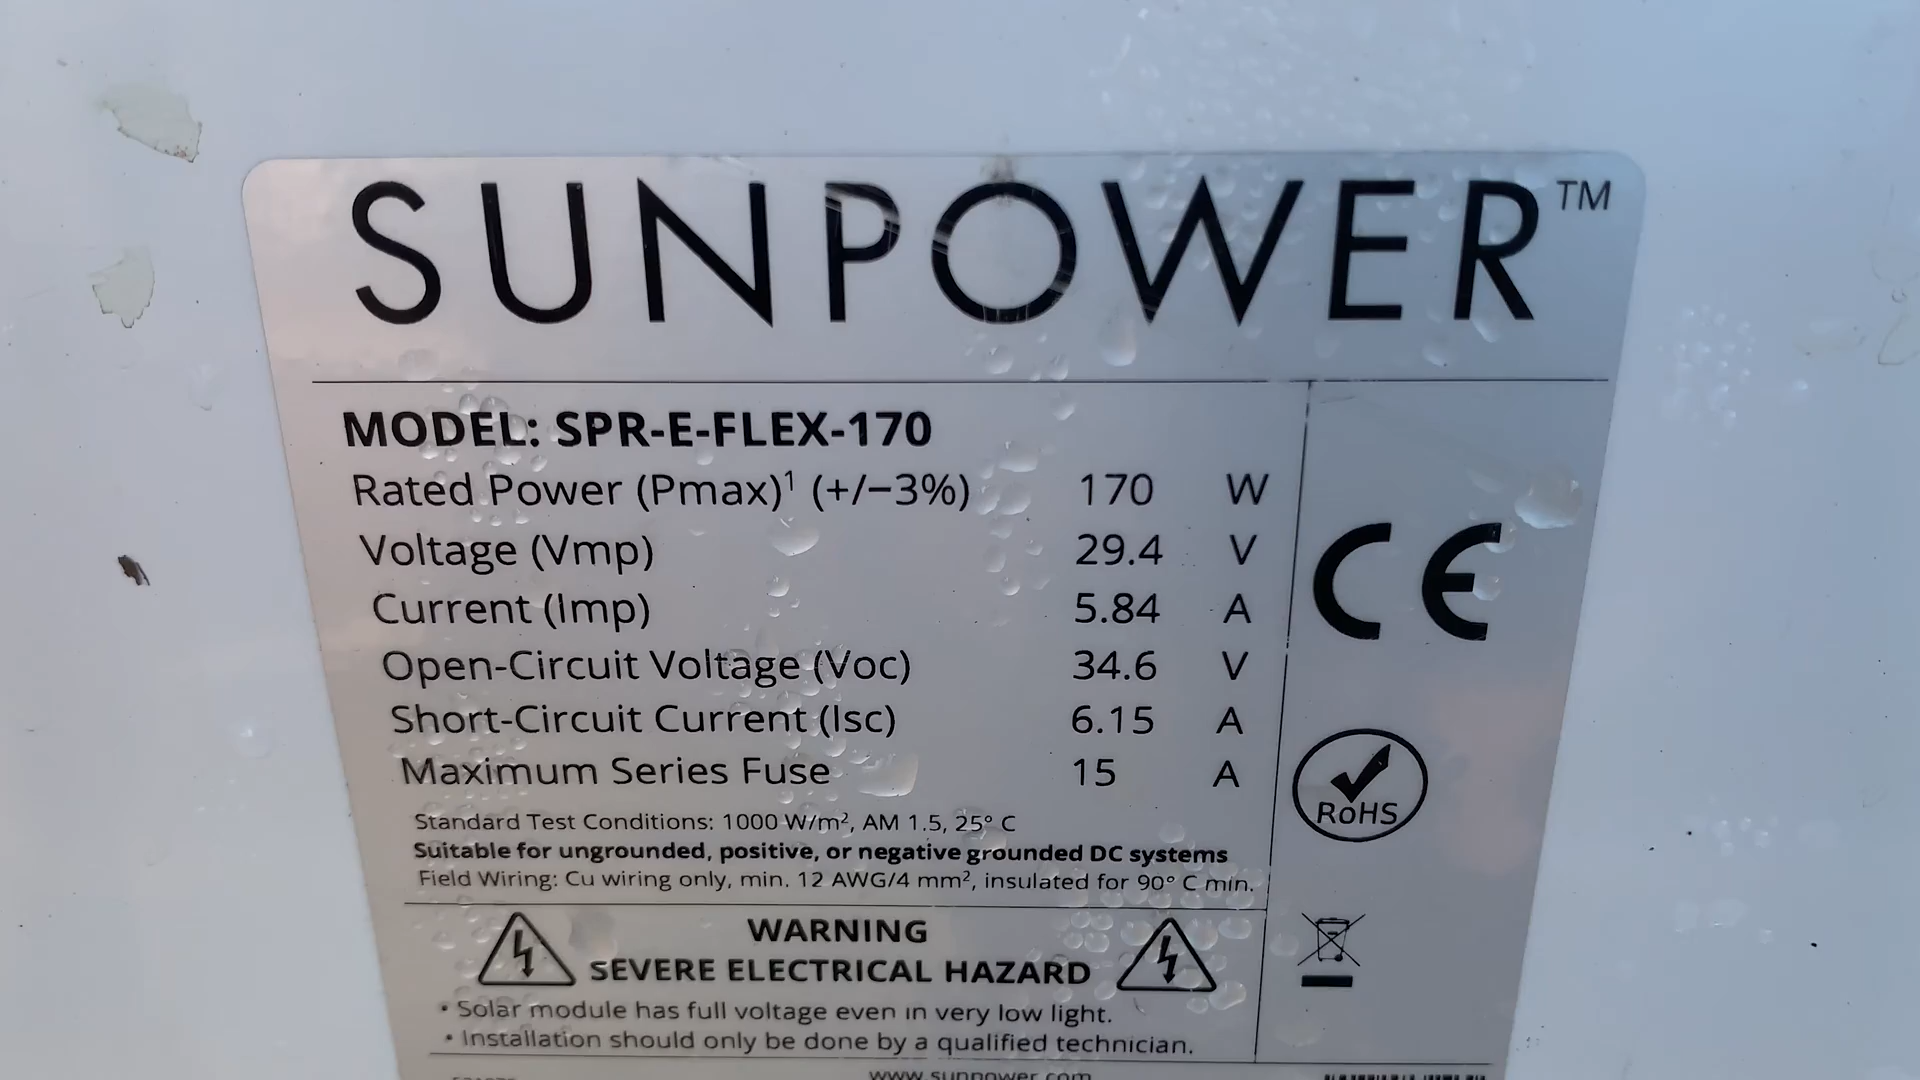 SUNPOWER™
MODEL: SPR-E-FLEX-170
Rated Power (Pmax)¹ (+/−3%) 170 W
Voltage (Vmp) 29.4 V
Current (Imp) 5.84 A
Open-Circuit Voltage (Voc) 34.6 V
Short-Circuit Current (Isc) 6.15 A
Maximum Series Fuse 15 A
CE
RoHS
Standard Test Conditions: 1000 W/m², AM 1.5, 25° C
Suitable for ungrounded, positive, or negative grounded DC systems
Field Wiring: Cu wiring only, min. 12 AWG/4 mm², insulated for 90° C min.
WARNING
SEVERE ELECTRICAL HAZARD
• Solar module has full voltage even in very low light.
• Installation should only be done by a qualified technician.
www.sunpower.com